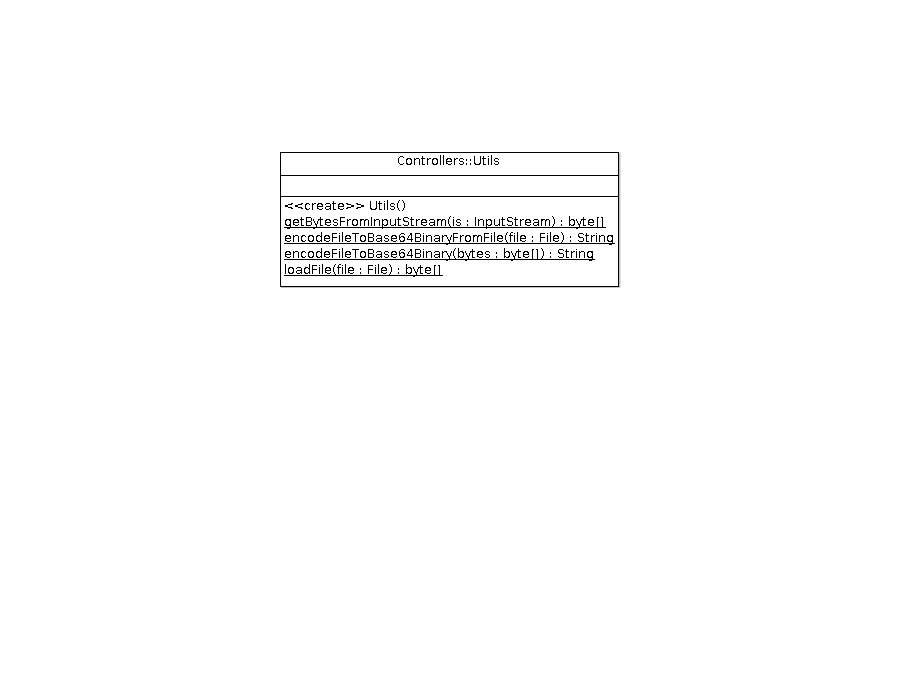 Controllers::Utils
<<create>> Utils()
getBytesFromInputStream(is : InputStream) : byte[]
encodeFileToBase64BinaryFromFile(file : File) : String
encodeFileToBase64Binary(bytes : byte[]) : String
loadFile(file : File) : byte[]